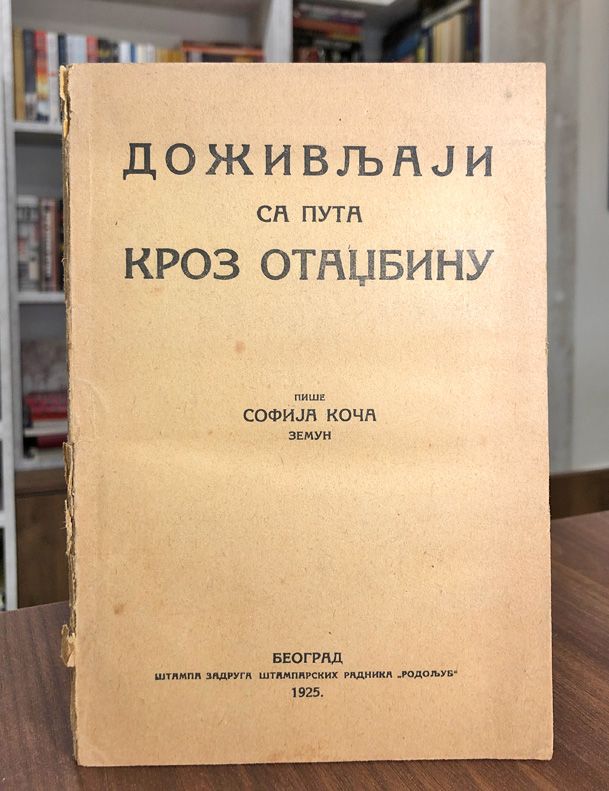 ДОЖИВЉАЈИ
СА ПУТА
КРОЗ ОТАЏБИНУ
ПИШЕ
СОФИЈА КОЧА
ЗЕМУН
БЕОГРАД
ШТАМПА ЗАДРУГА ШТАМПАРСКИХ РАДНИКА „РОДОЉУБ“
1925.